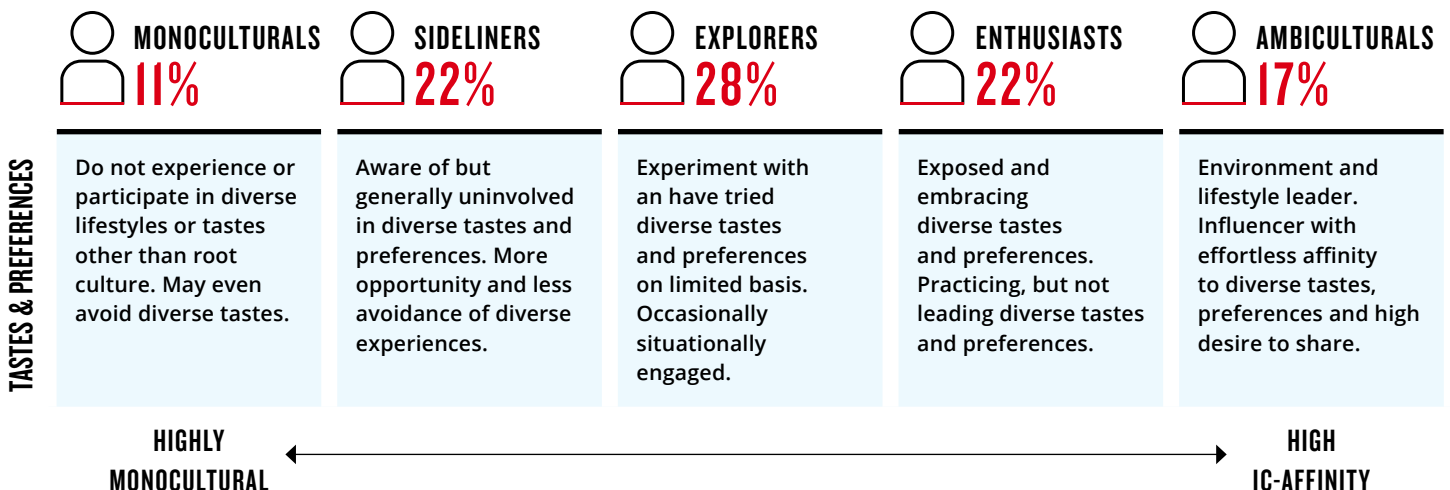 MONOCULTURALS
11%
SIDELINERS
22%
EXPLORERS
28%
ENTHUSIASTS
22%
AMBICULTURALS
17%
TASTES & PREFERENCES
Do not experience or
participate in diverse
lifestyles or tastes
other than root
culture. May even
avoid diverse tastes.
Aware of but
generally uninvolved
in diverse tastes and
preferences. More
opportunity and less
avoidance of diverse
experiences.
Experiment with
an have tried
diverse tastes
and preferences
on limited basis.
Occasionally
situationally
engaged.
Exposed and
embracing
diverse tastes
and preferences.
Practicing, but not
leading diverse tastes
and preferences.
Environment and
lifestyle leader.
Influencer with
effortless affinity
to diverse tastes,
preferences and high
desire to share.
HIGHLY
MONOCULTURAL
HIGH
IC-AFFINITY